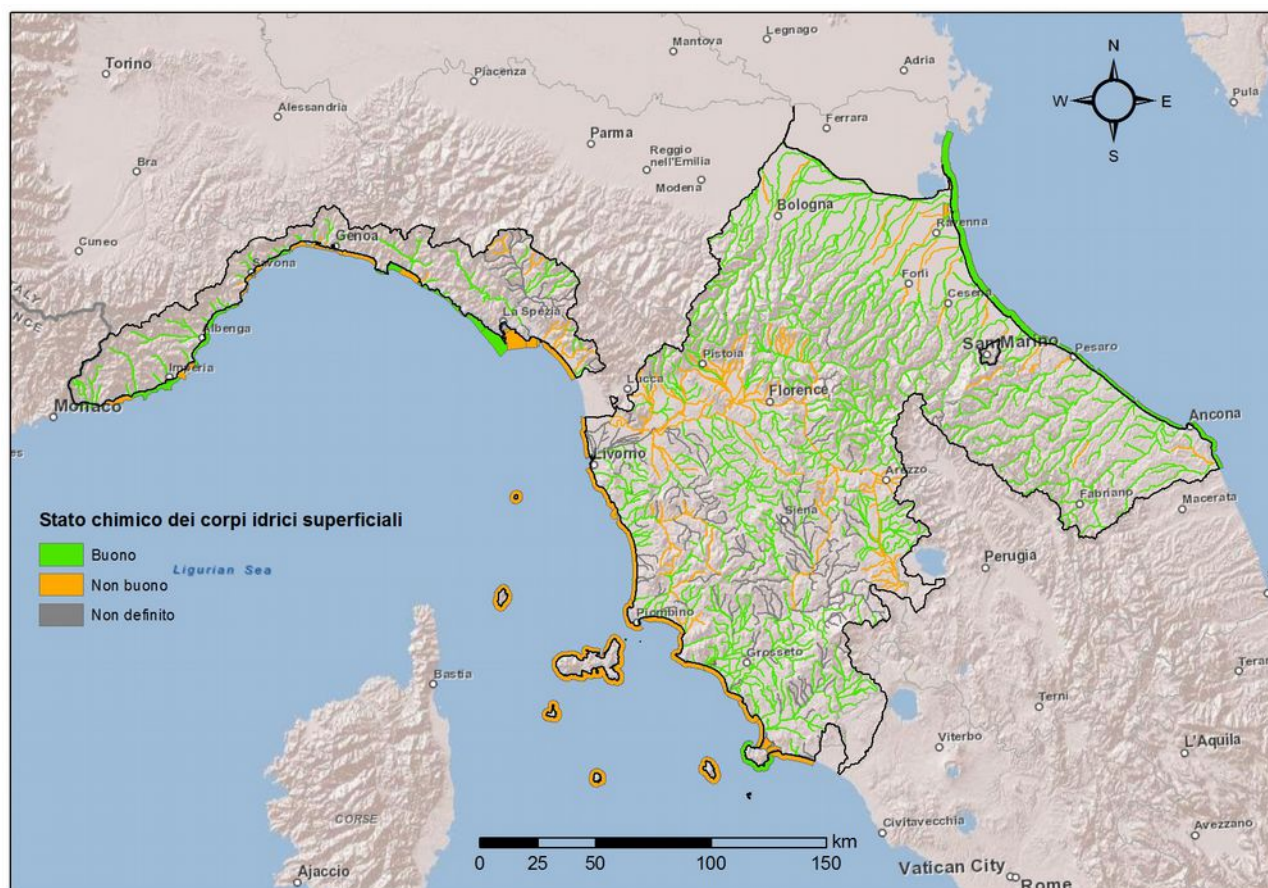 Legnago
Mantova
N
Torino
Adria
Piacenza
W
E
Pula
Alessandria
Ferrara
Parma
S
Bra
Reggio
nell'Emilia
Modena
Bologna
Ravenna
Cuneo
Genoa
Savona
Forlì
Cesena
La Spezia
Albenga
San Marino
Pesaro
Pistoia
Imperia
Lucca
Florence
Monaco
Ancona
Livorno
Arezzo
Fabriano
Macerata
Siena
Stato chimico dei corpi idrici superficiali
Buono
Non buono
Non definito
Ligurian Sea
Perugia
Piombino
Grosseto
Bastia
Terni
Viterbo
L'Aquila
CORSE
Civitavecchia
Avezzano
km
0 25 50 100 150
Ajaccio
Vatican City
Rome